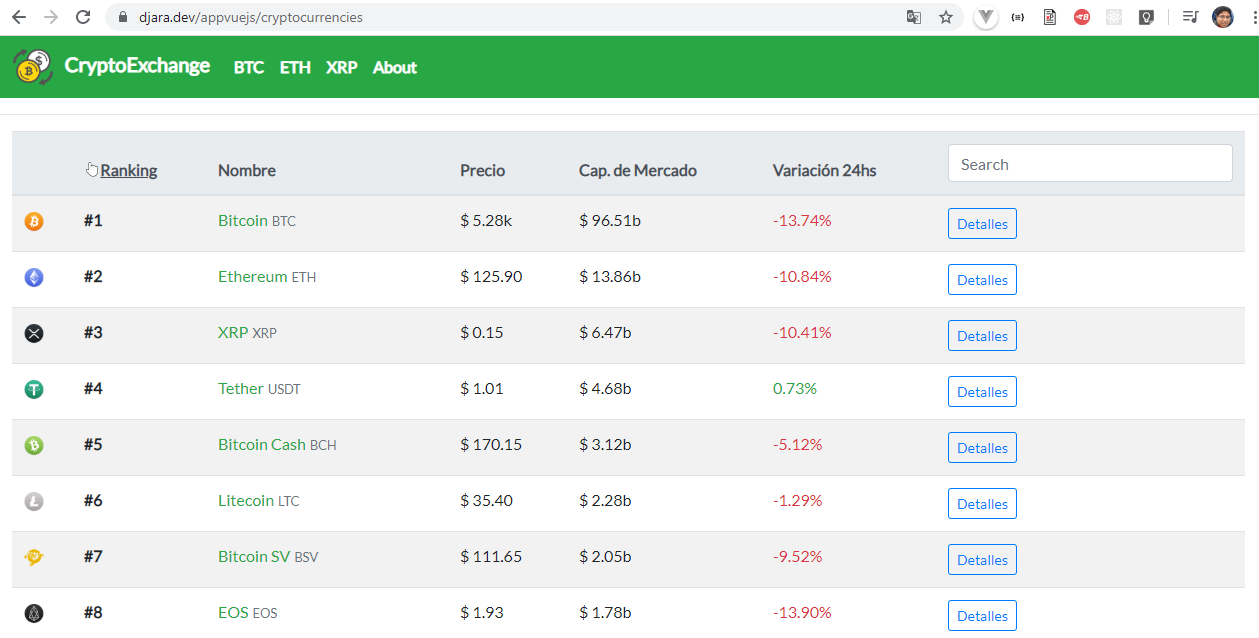 djara.dev/appvuejs/cryptocurrencies
CryptoExchange BTC ETH XRP About
Ranking Nombre Precio Cap. de Mercado Variación 24hs Search
#1 Bitcoin BTC $ 5.28k $ 96.51b -13.74% Detalles
#2 Ethereum ETH $ 125.90 $ 13.86b -10.84% Detalles
#3 XRP XRP $ 0.15 $ 6.47b -10.41% Detalles
#4 Tether USDT $ 1.01 $ 4.68b 0.73% Detalles
#5 Bitcoin Cash BCH $ 170.15 $ 3.12b -5.12% Detalles
#6 Litecoin LTC $ 35.40 $ 2.28b -1.29% Detalles
#7 Bitcoin SV BSV $ 111.65 $ 2.05b -9.52% Detalles
#8 EOS EOS $ 1.93 $ 1.78b -13.90% Detalles